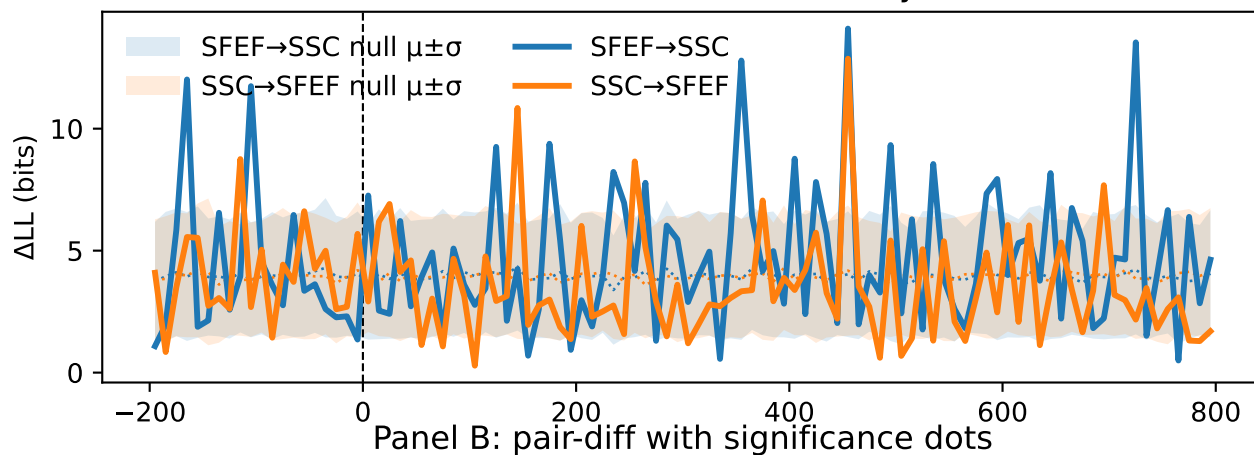 SFEF→SSC null μ±σ
SSC→SFEF null μ±σ
SFEF→SSC
SSC→SFEF
ΔLL (bits)
10
5
0
−200
0
200
400
600
800
Panel B: pair-diff with significance dots